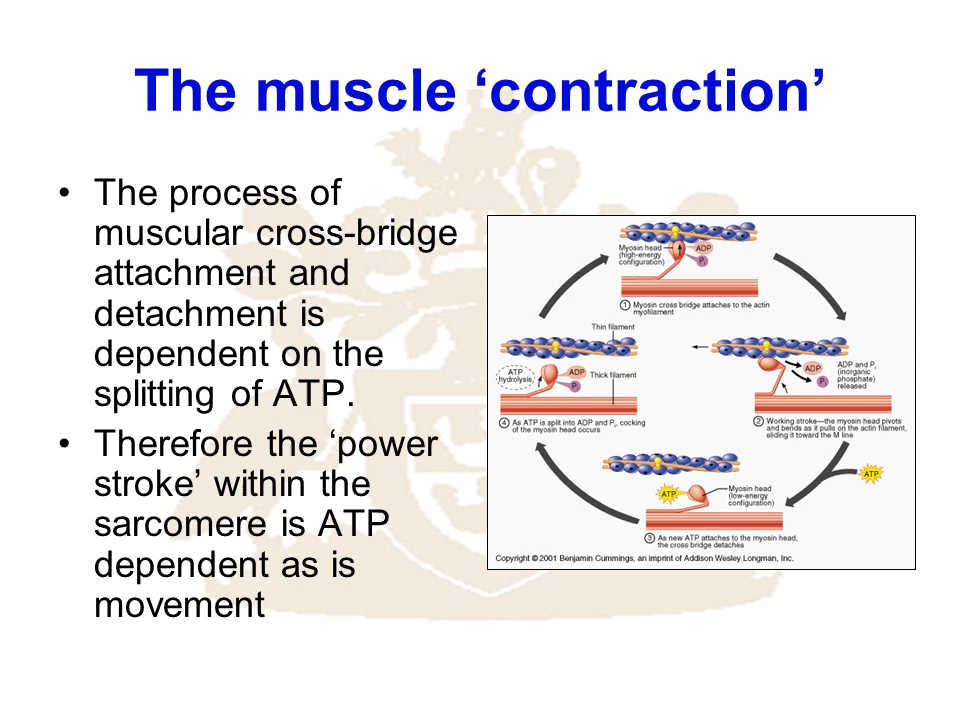 The muscle ‘contraction’
• The process of
muscular cross-bridge
attachment and
detachment is
dependent on the
splitting of ATP.
• Therefore the ‘power
stroke’ within the
sarcomere is ATP
dependent as is
movement
Myosin head
(high-energy
configuration)
ADP
Pi
1 Myosin cross bridge attaches to the actin
myofilament
Thin filament
ATP
hydrolysis
ADP
Pi
Thick filament
4 As ATP is split into ADP and Pi, cocking
of the myosin head occurs
ADP
Pi
ADP and Pi
(inorganic
phosphate)
released
2 Working stroke—the myosin head pivots
and bends as it pulls on the actin filament,
sliding it toward the M line
ATP
ATP
Myosin head
(low-energy
configuration)
3 As new ATP attaches to the myosin head,
the cross bridge detaches
Copyright © 2001 Benjamin Cummings, an imprint of Addison Wesley Longman, Inc.